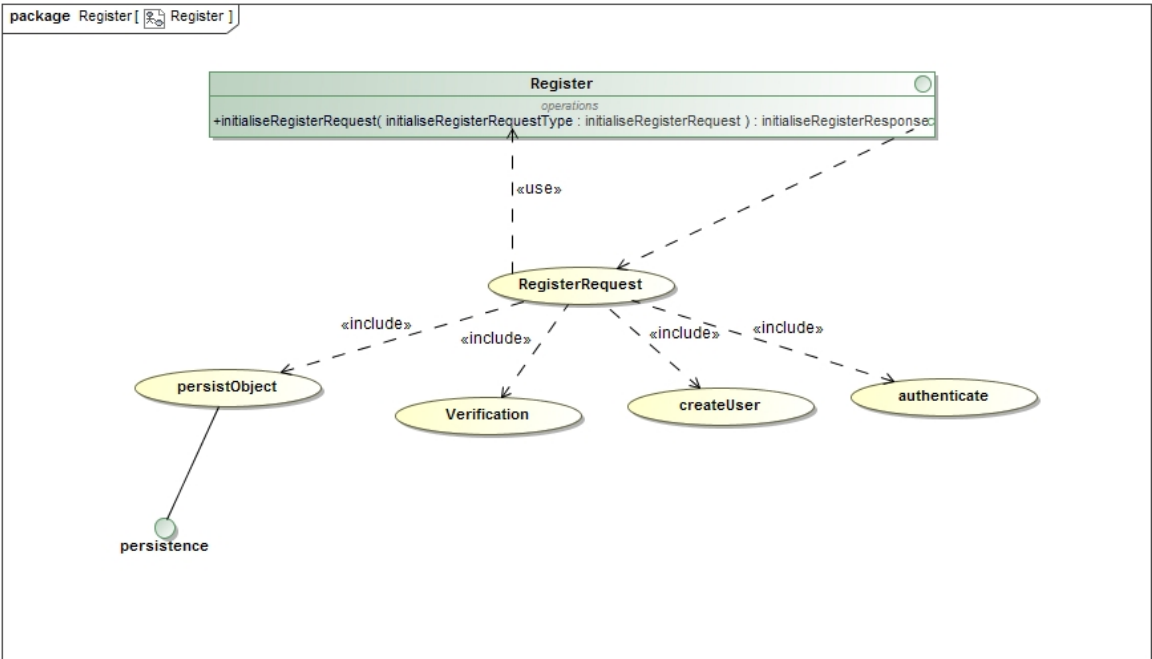 package Register [ Register ]
Register
operations
+initialiseRegisterRequest( initialiseRegisterRequestType : initialiseRegisterRequest ) : initialiseRegisterResponse
«use»
RegisterRequest
«include»
«include»
«include»
«include»
persistObject
Verification
createUser
authenticate
persistence